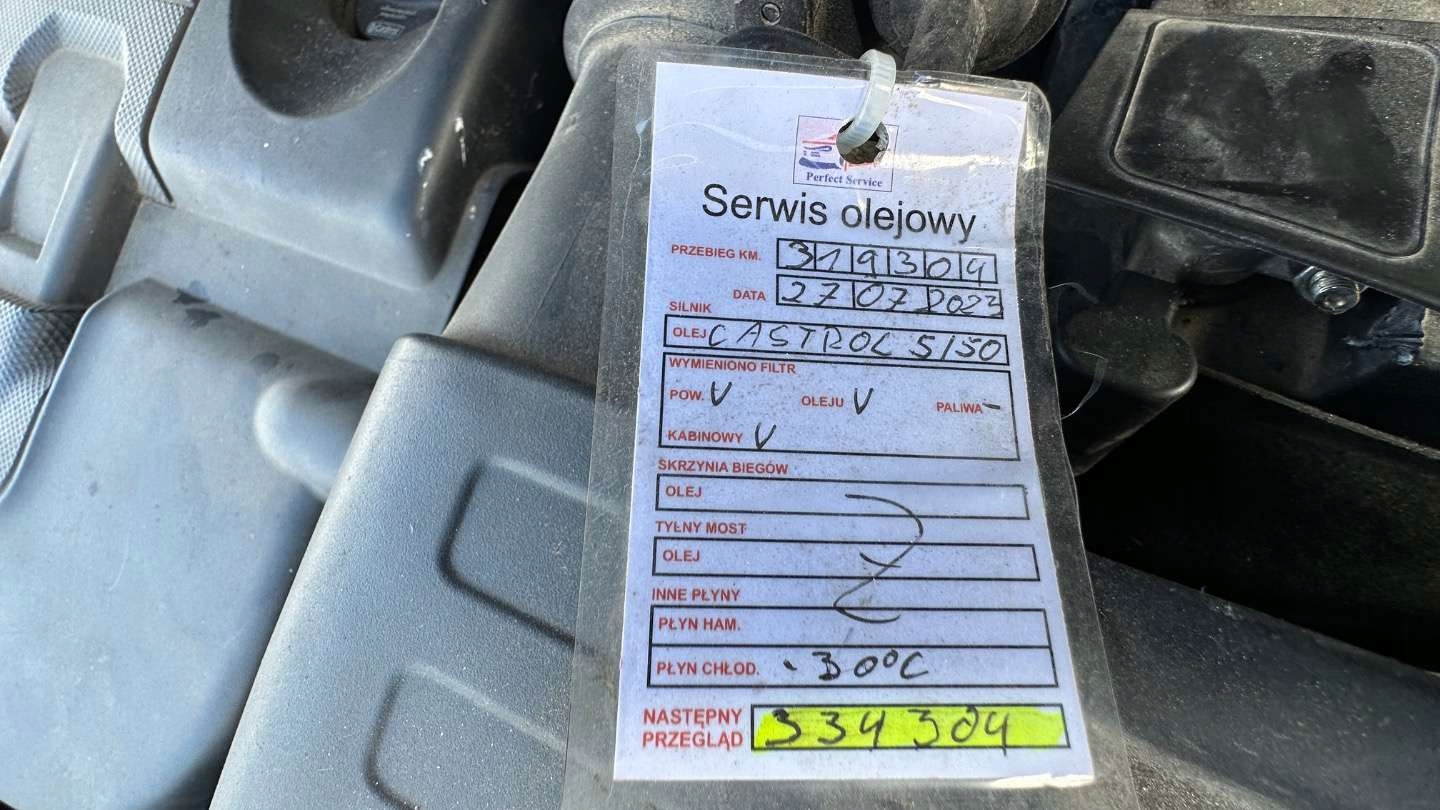 Perfect Service
Serwis olejowy
PRZEBIEG KM. 319304
DATA 27 07 2023
SILNIK
OLEJ CASTROL 5/50
WYMIENIONO FILTR
POW. V OLEJU V PALIWA -
KABINOWY V
SKRZYNIA BIEGÓW
OLEJ
TYLNY MOST
OLEJ
INNE PŁYNY
PŁYN HAM.
PŁYN CHŁOD. -30°C
NASTĘPNY PRZEGLĄD 334304